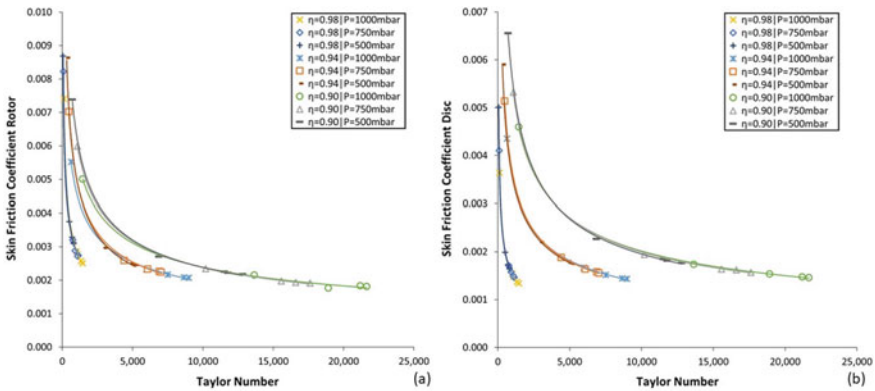 Skin Friction Coefficient Rotor
0.010
0.009
0.008
0.007
0.006
0.005
0.004
0.003
0.002
0.001
0.000
0
5,000
10,000
15,000
20,000
25,000
Taylor Number
(a)
η=0.98|P=1000mbar
η=0.98|P=750mbar
η=0.98|P=500mbar
η=0.94|P=1000mbar
η=0.94|P=750mbar
η=0.94|P=500mbar
η=0.90|P=1000mbar
η=0.90|P=750mbar
η=0.90|P=500mbar
Skin Friction Coefficient Disc
0.007
0.006
0.005
0.004
0.003
0.002
0.001
0.000
0
5,000
10,000
15,000
20,000
25,000
Taylor Number
(b)
η=0.98|P=1000mbar
η=0.98|P=750mbar
η=0.98|P=500mbar
η=0.94|P=1000mbar
η=0.94|P=750mbar
η=0.94|P=500mbar
η=0.90|P=1000mbar
η=0.90|P=750mbar
η=0.90|P=500mbar